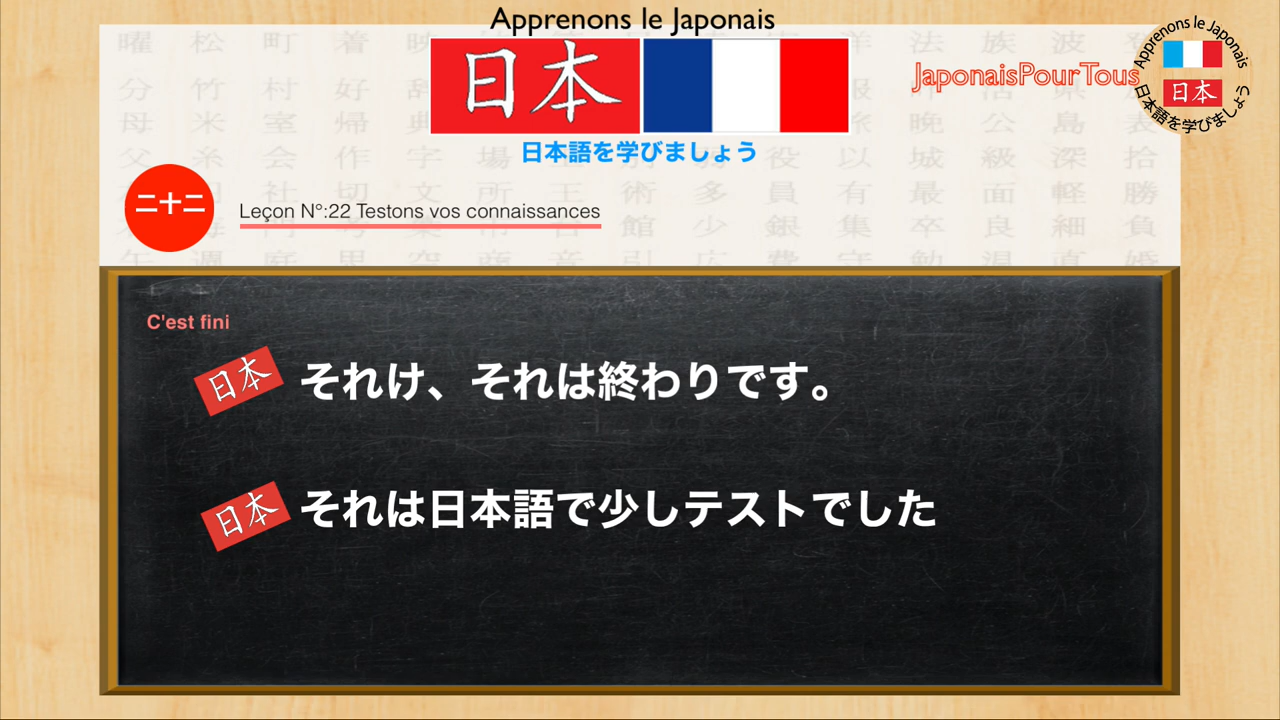 Apprenons le Japonais
日本
日本語を学びましょう
JaponaisPourTous
Apprenons le Japonais
日本
日本語を学びましょう
二十二
Leçon N°:22 Testons vos connaissances
C'est fini
日本
それけ、それは終わりです。
日本
それは日本語で少しテストでした